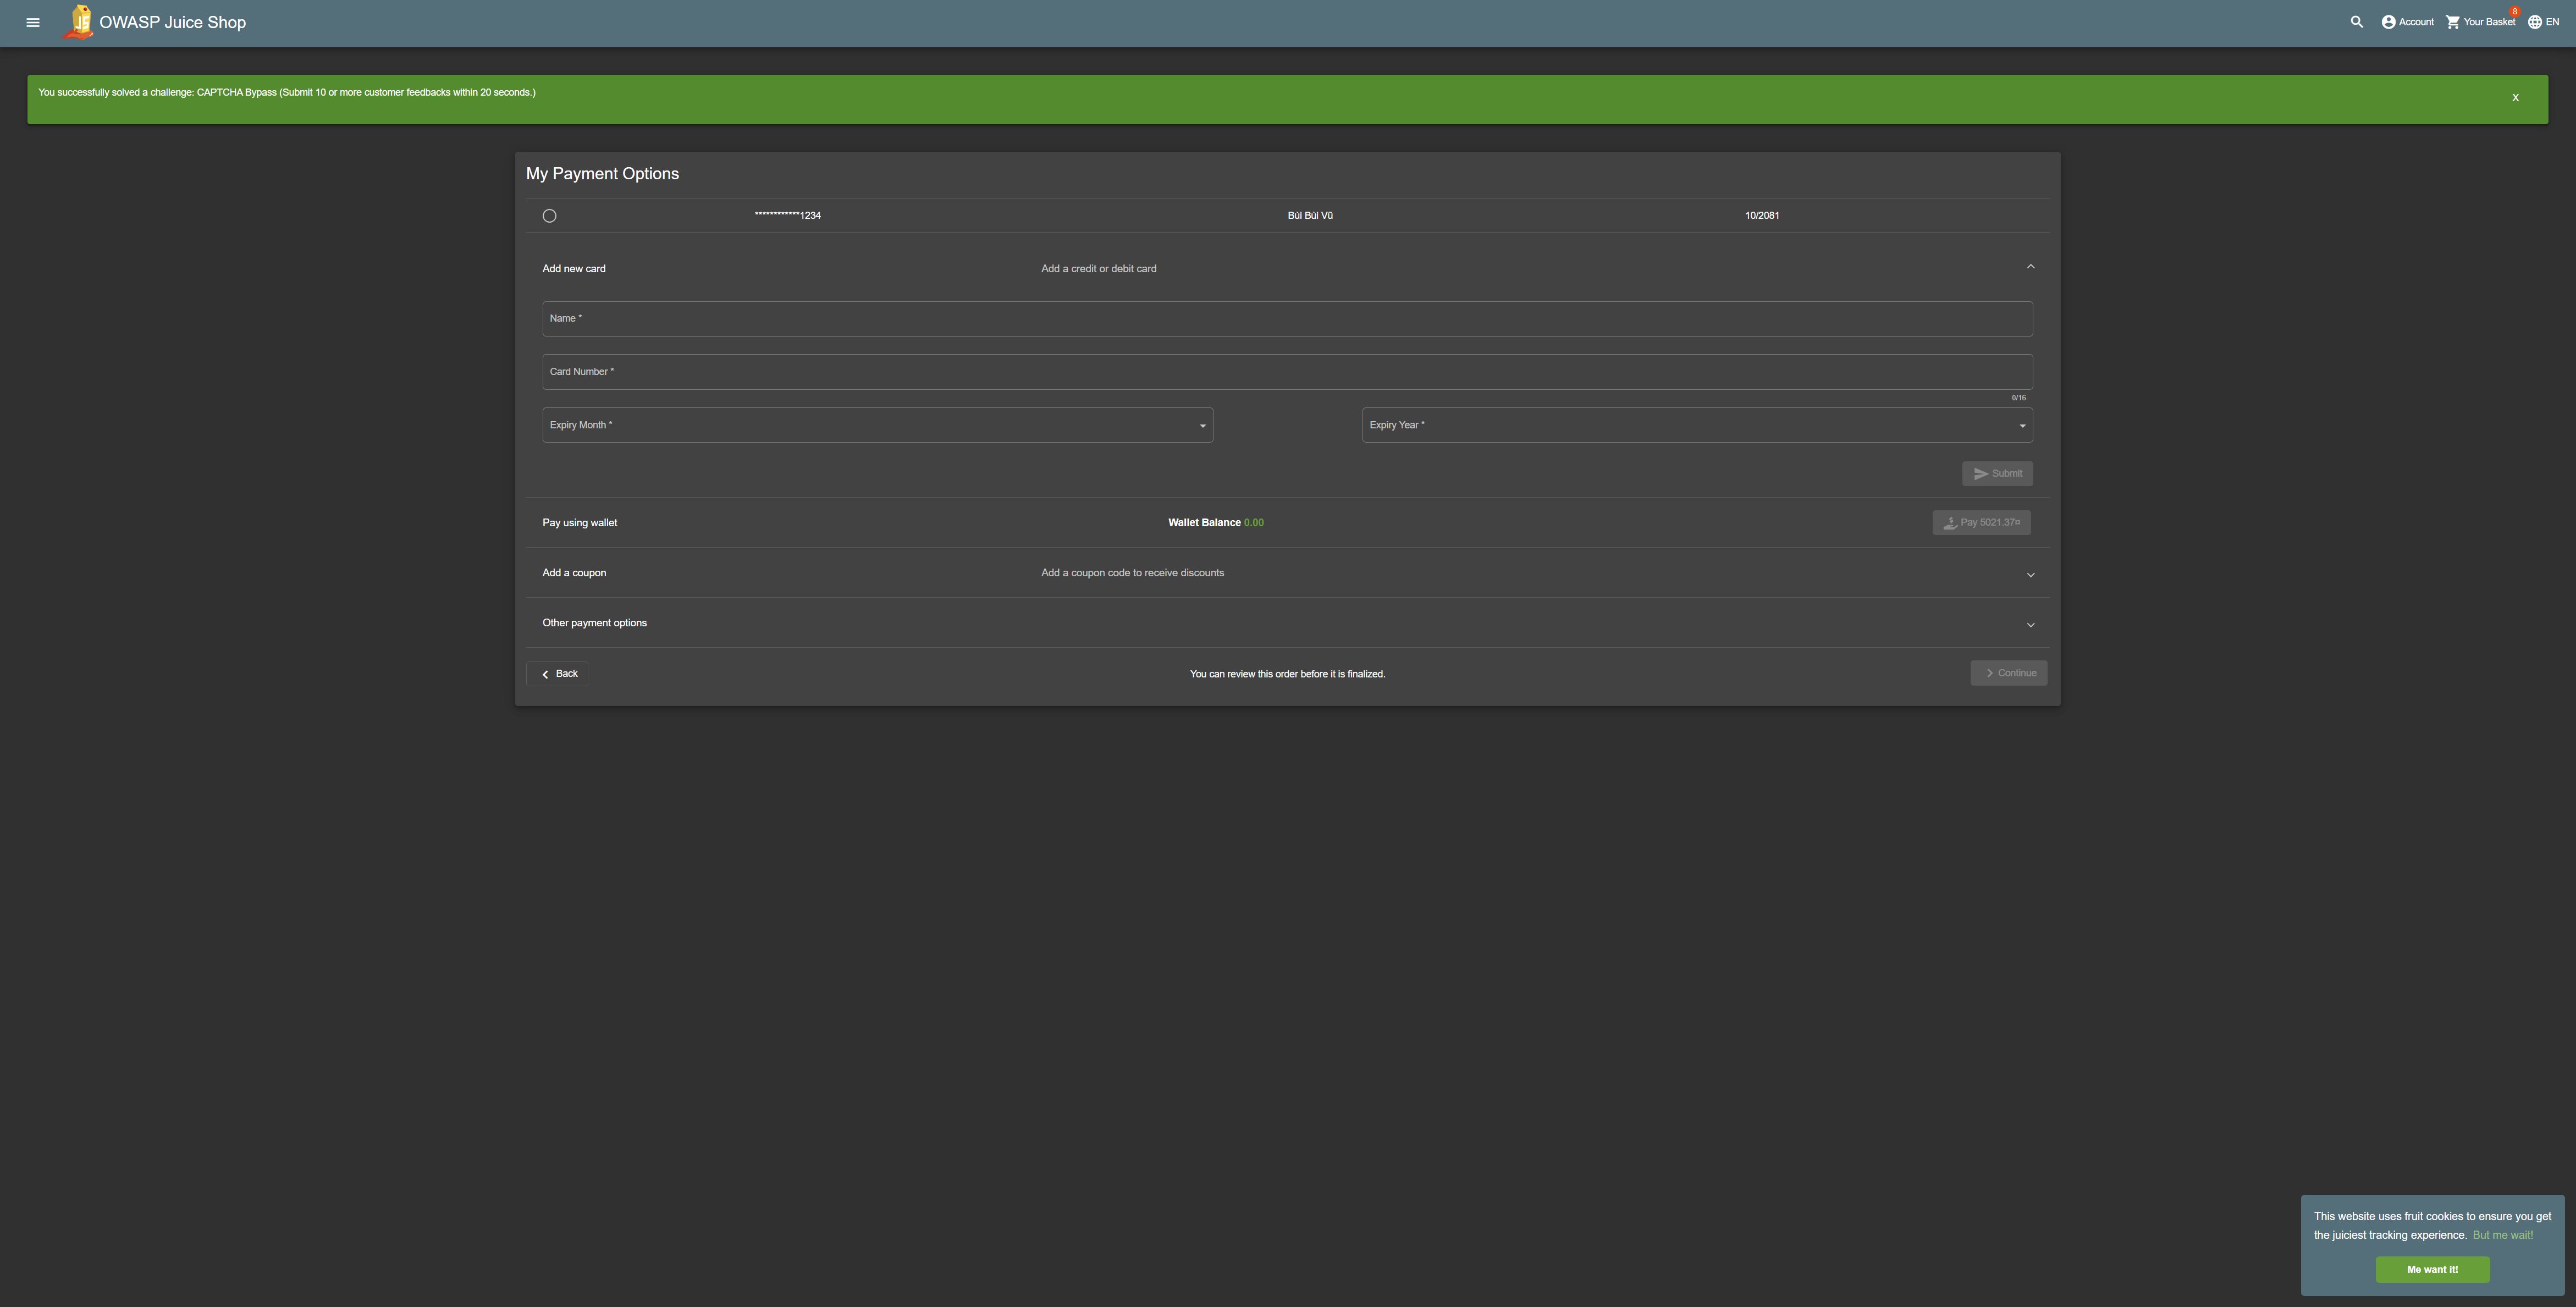 OWASP Juice Shop
Account
Your Basket
8
EN
You successfully solved a challenge: CAPTCHA Bypass (Submit 10 or more customer feedbacks within 20 seconds.)
X
My Payment Options
************1234
Bùi Bùi Vũ
10/2081
Add new card
Add a credit or debit card
Name *
Card Number *
0/16
Expiry Month *
Expiry Year *
Submit
Pay using wallet
Wallet Balance 0.00
Pay 5021.37¤
Add a coupon
Add a coupon code to receive discounts
Other payment options
Back
You can review this order before it is finalized.
Continue
This website uses fruit cookies to ensure you get
the juiciest tracking experience. But me wait!
Me want it!